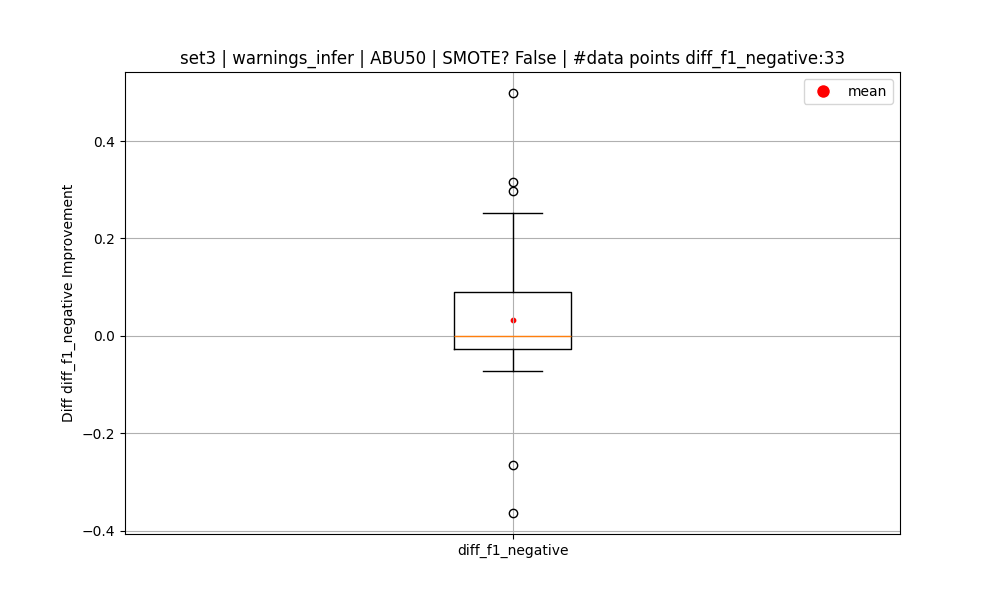 set3 | warnings_infer | ABU50 | SMOTE? False | #data points diff_f1_negative:33
mean
0.4
0.2
0.0
−0.2
−0.4
Diff diff_f1_negative Improvement
diff_f1_negative